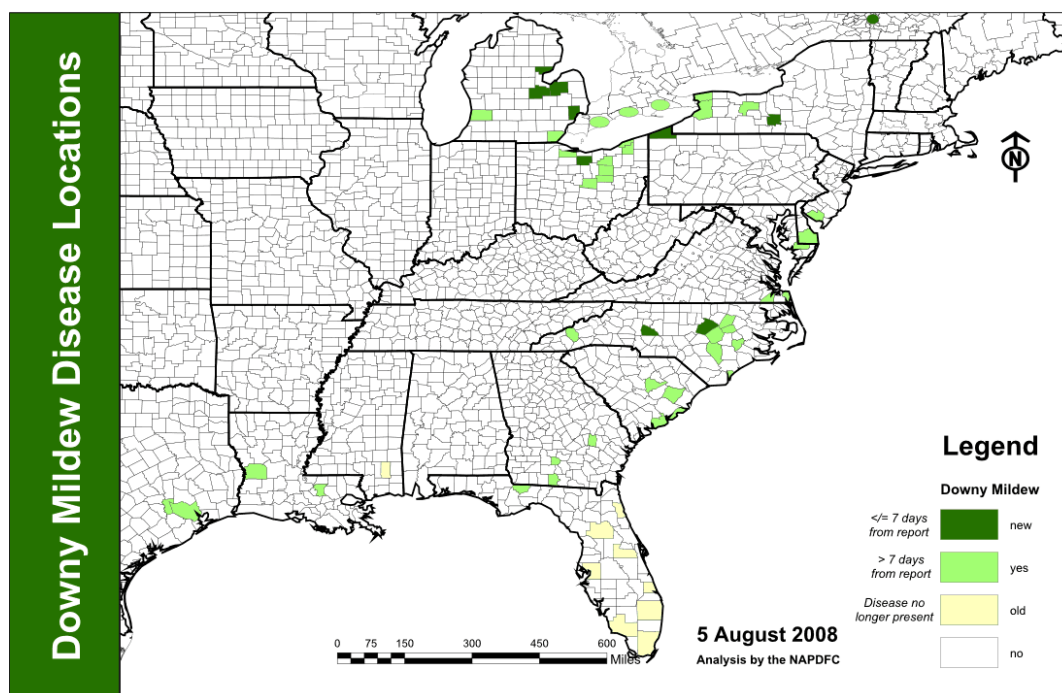 Downy Mildew Disease Locations
N
Legend
Downy Mildew
</= 7 days
from report
new
> 7 days
from report
yes
Disease no
longer present
old
no
0 75 150 300 450 600
Miles
5 August 2008
Analysis by the NAPDFC